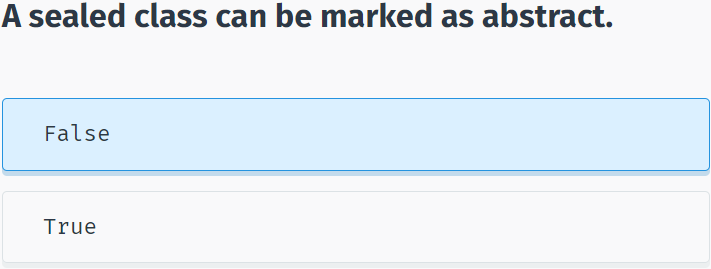 A sealed class can be marked as abstract.
False
True